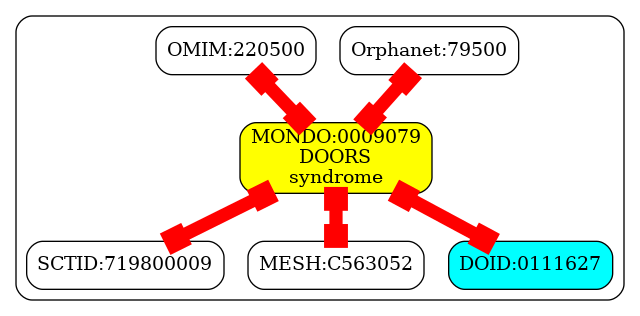 OMIM:220500
Orphanet:79500
MONDO:0009079
DOORS
syndrome
SCTID:719800009
MESH:C563052
DOID:0111627